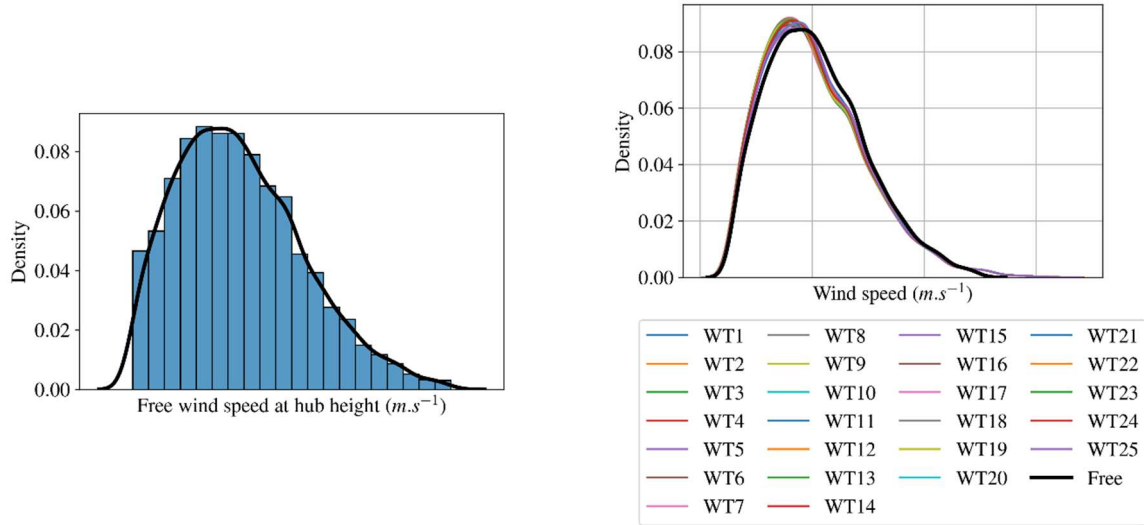 0.08
0.06
0.04
0.02
0.00
Density
Free wind speed at hub height (m.s⁻¹)
0.08
0.06
0.04
0.02
0.00
Density
Wind speed (m.s⁻¹)
WT1 WT8 WT15 WT21
WT2 WT9 WT16 WT22
WT3 WT10 WT17 WT23
WT4 WT11 WT18 WT24
WT5 WT12 WT19 WT25
WT6 WT13 WT20 Free
WT7 WT14